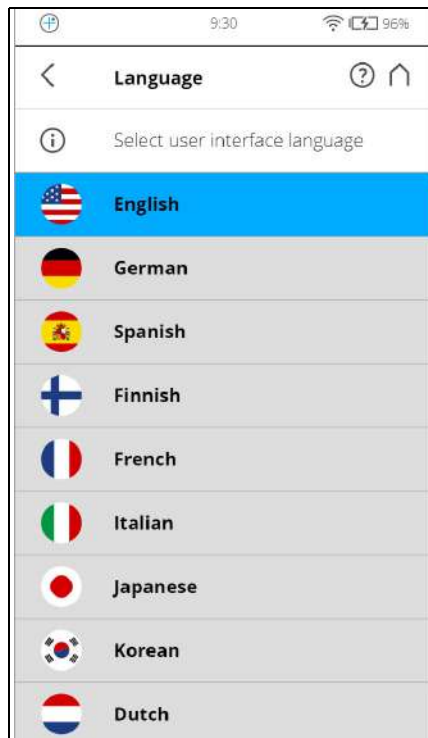 9:30 96%
Language
Select user interface language
English
German
Spanish
Finnish
French
Italian
Japanese
Korean
Dutch